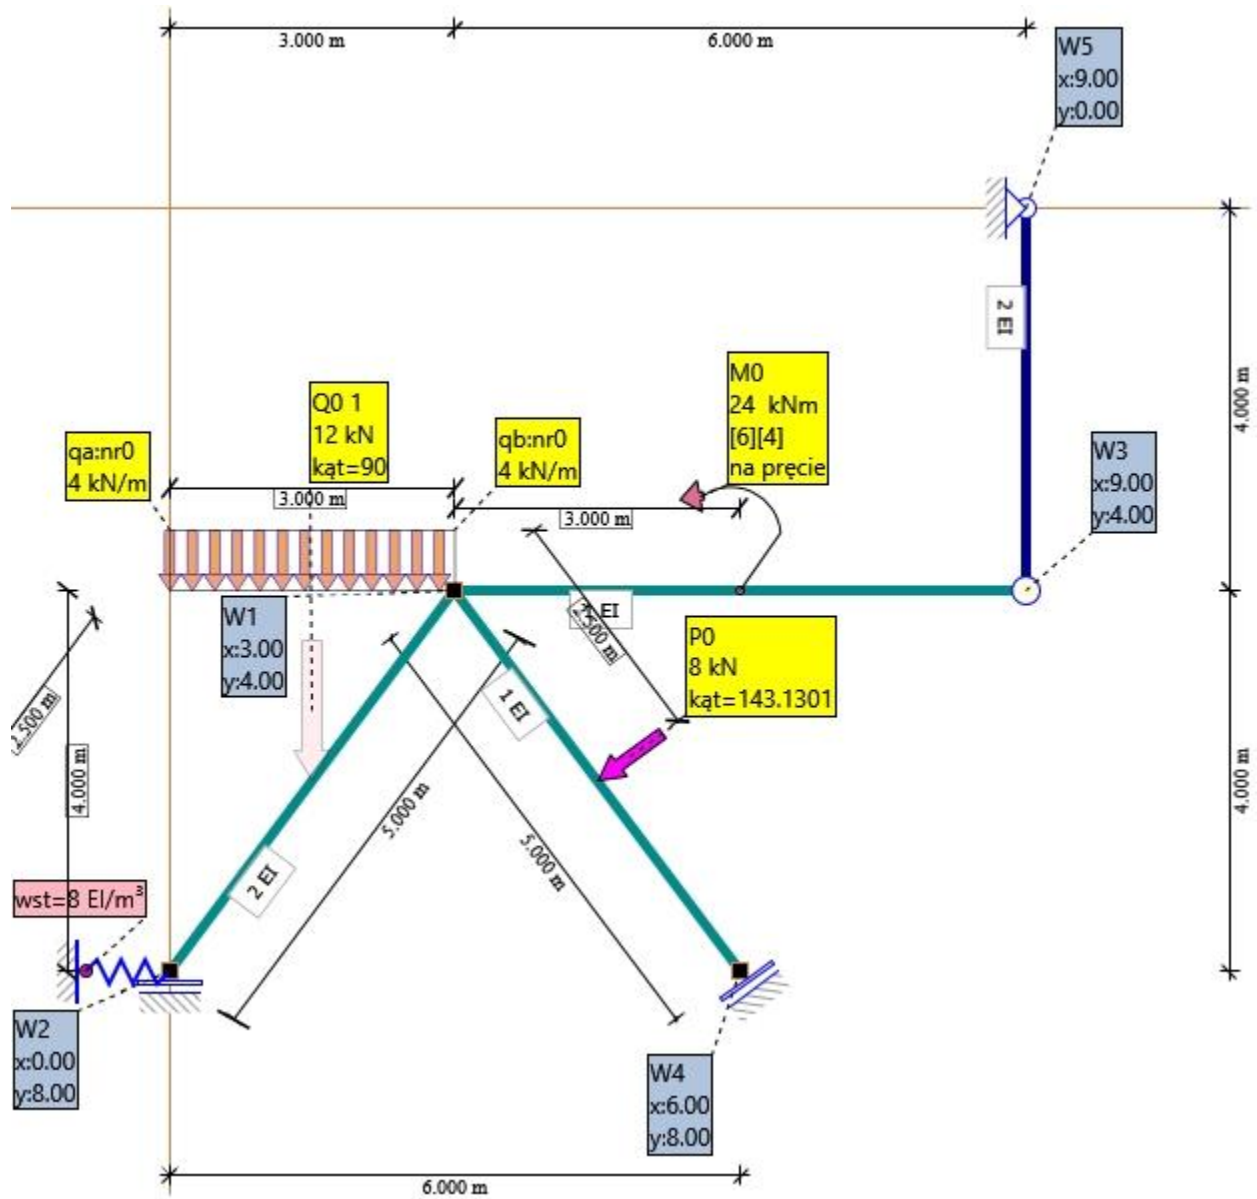 3.000 m
6.000 m
W5
x:9.00
y:0.00
2 EI
4.000 m
M0
24 kNm
[6][4]
na pręcie
Q0 1
12 kN
kąt=90
qb:nr0
4 kN/m
qa:nr0
4 kN/m
W3
x:9.00
y:4.00
3.000 m
3.000 m
W1
x:3.00
y:4.00
EI
2.500 m
P0
8 kN
kąt=143.1301
1 EI
2.500 m
4.000 m
5.000 m
5.000 m
4.000 m
2 EI
wst=8 EI/m³
W2
x:0.00
y:8.00
W4
x:6.00
y:8.00
6.000 m